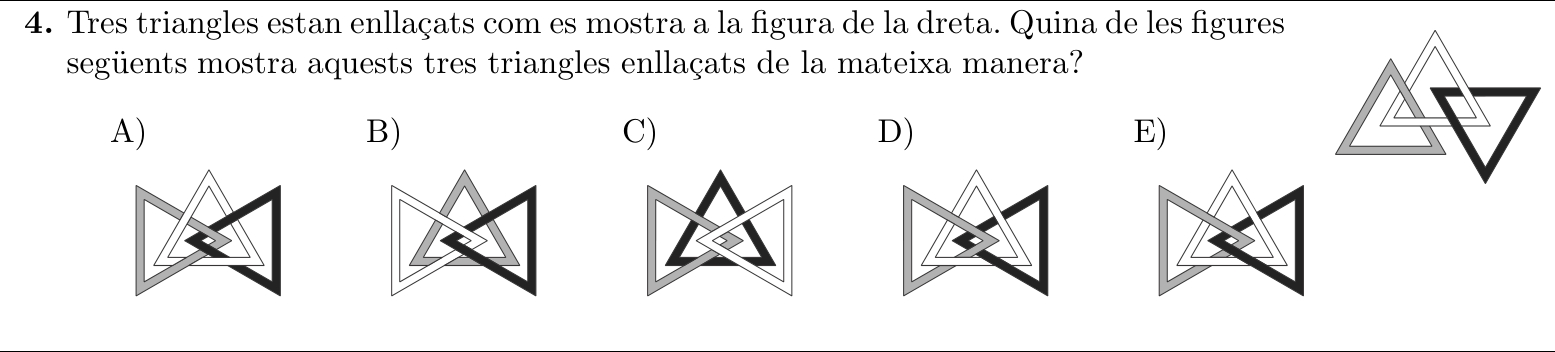 4. Tres triangles estan enllaçats com es mostra a la figura de la dreta. Quina de les figures
següents mostra aquests tres triangles enllaçats de la mateixa manera?
A) B) C) D) E)